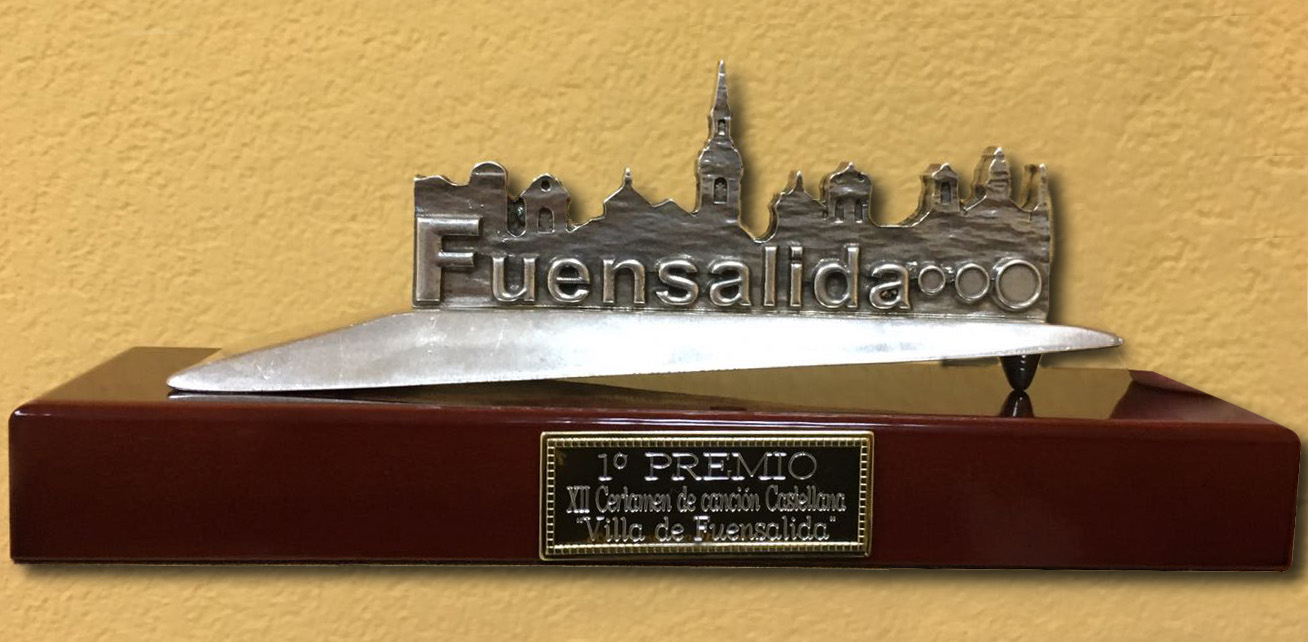 Fuensalida
1º PREMIO
XII Certamen de canción Castellana
"Villa de Fuensalida"